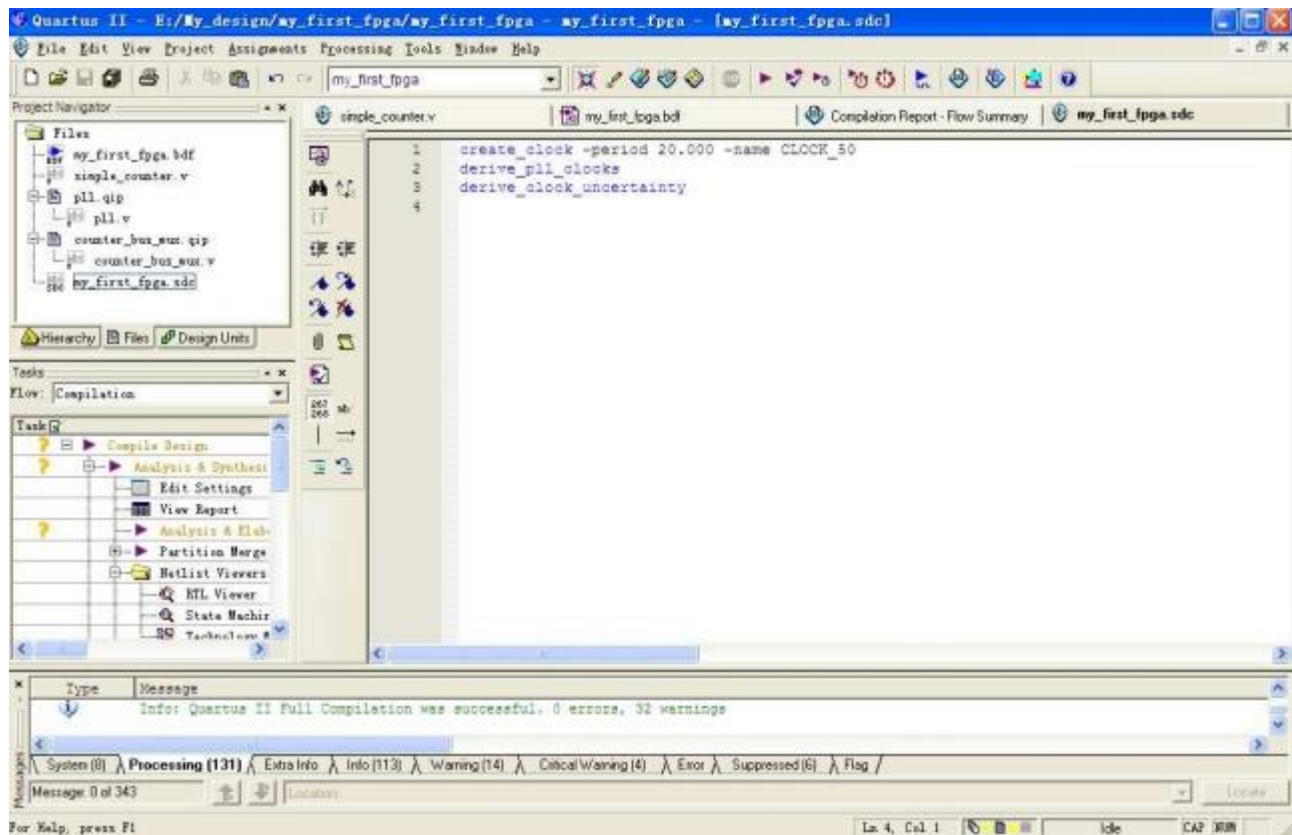 Quartus II - E:/My_design/my_first_fpga/my_first_fpga - my_first_fpga - [my_first_fpga.sdc]
File Edit View Project Assignments Processing Tools Window Help
my_first_fpga
Project Navigator
simple_counter.v
my_first_fpga.bdf
Compilation Report - Flow Summary
my_first_fpga.sdc
Files
my_first_fpga.bdf
simple_counter.v
pll.qip
pll.v
counter_bus_mux.qip
counter_bus_mux.v
my_first_fpga.sdc
Hierarchy Files Design Units
1 create_clock -period 20.000 -name CLOCK_50
2 derive_pll_clocks
3 derive_clock_uncertainty
4
267
268 ab/
Tasks
Flow: Compilation
Task
Compile Design
Analysis & Synthesi
Edit Settings
View Report
Analysis & Elab
Partition Merge
Netlist Viewers
RTL Viewer
State Machin
Technology M
Type Message
Info: Quartus II Full Compilation was successful. 0 errors, 32 warnings
System (8) Processing (131) Extra Info Info (113) Warning (14) Critical Warning (4) Error Suppressed (6) Flag
Messages
Message: 0 of 343 Location: Locate
For Help, press F1 Ln 4, Col 1 Idle CAP NUM